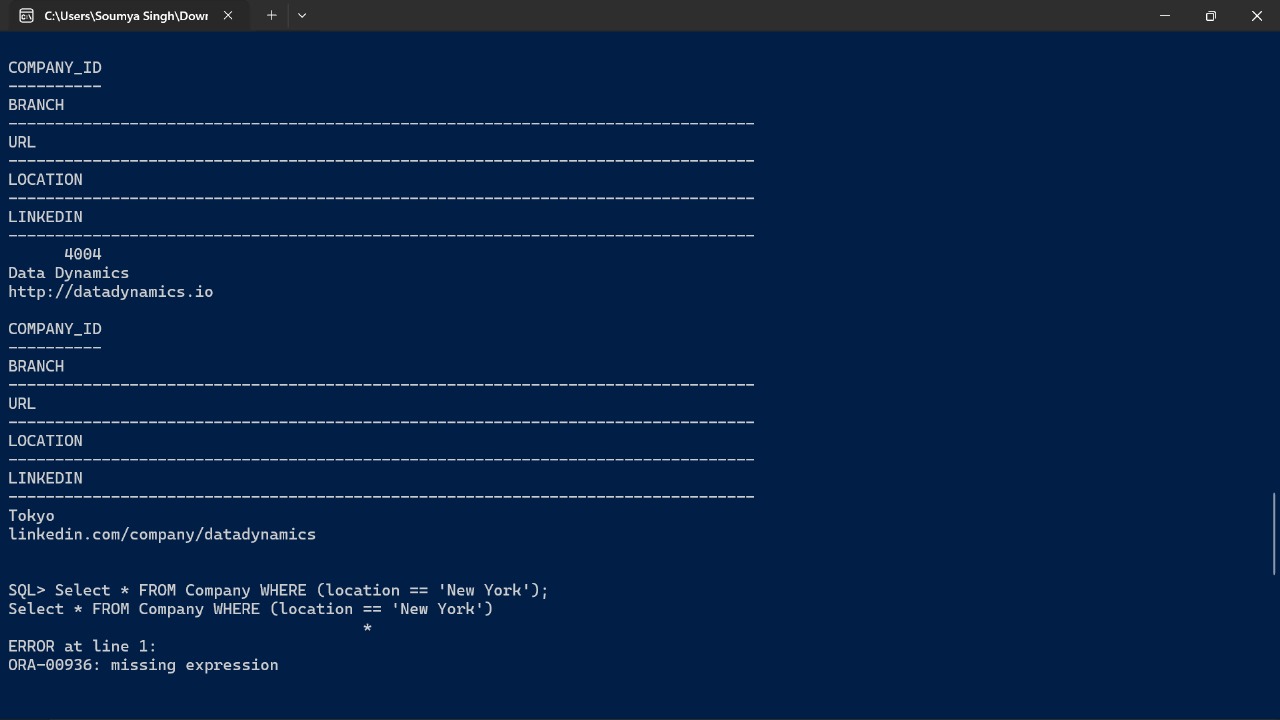 C:\Users\Soumya Singh\Dowr
COMPANY_ID
----------
BRANCH
--------------------------------------------------------------------------------
URL
--------------------------------------------------------------------------------
LOCATION
--------------------------------------------------------------------------------
LINKEDIN
--------------------------------------------------------------------------------
      4004
Data Dynamics
http://datadynamics.io

COMPANY_ID
----------
BRANCH
--------------------------------------------------------------------------------
URL
--------------------------------------------------------------------------------
LOCATION
--------------------------------------------------------------------------------
LINKEDIN
--------------------------------------------------------------------------------
Tokyo
linkedin.com/company/datadynamics

SQL> Select * FROM Company WHERE (location == 'New York');
Select * FROM Company WHERE (location == 'New York')
                                      *
ERROR at line 1:
ORA-00936: missing expression